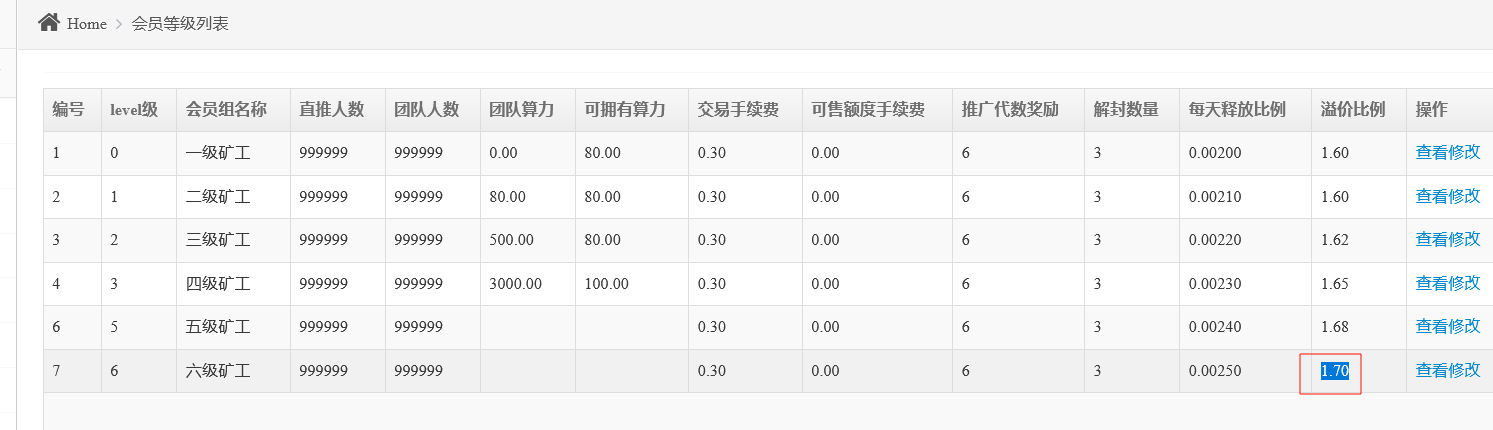 Home > 会员等级列表
编号 level级 会员组名称 直推人数 团队人数 团队算力 可拥有算力 交易手续费 可售额度手续费 推广代数奖励 解封数量 每天释放比例 溢价比例 操作
1 0 一级矿工 999999 999999 0.00 80.00 0.30 0.00 6 3 0.00200 1.60 查看修改
2 1 二级矿工 999999 999999 80.00 80.00 0.30 0.00 6 3 0.00210 1.60 查看修改
3 2 三级矿工 999999 999999 500.00 80.00 0.30 0.00 6 3 0.00220 1.62 查看修改
4 3 四级矿工 999999 999999 3000.00 100.00 0.30 0.00 6 3 0.00230 1.65 查看修改
6 5 五级矿工 999999 999999 0.30 0.00 6 3 0.00240 1.68 查看修改
7 6 六级矿工 999999 999999 0.30 0.00 6 3 0.00250 1.70 查看修改